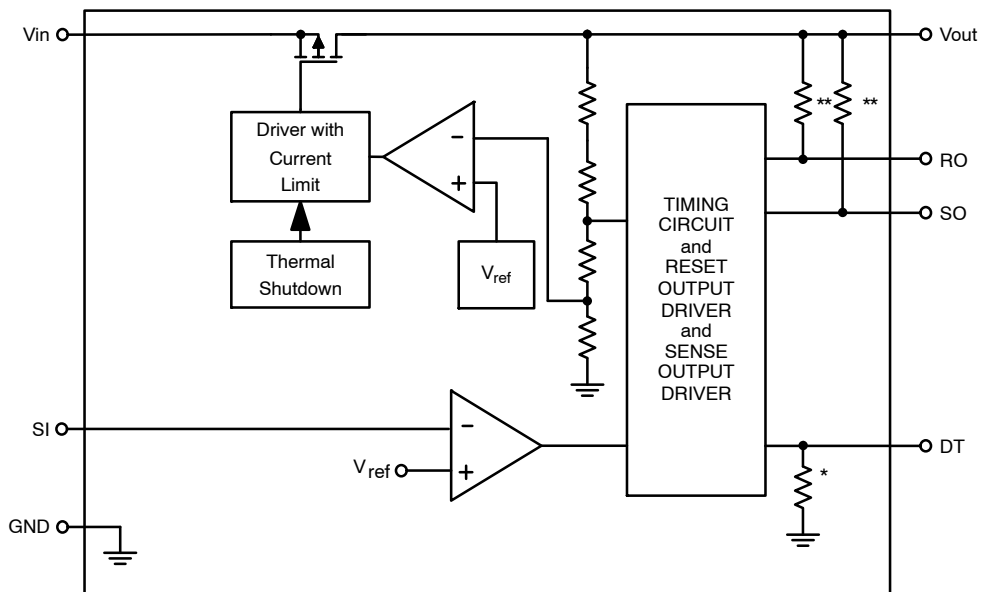 Vin
Vout
**
**
Driver with
Current
Limit
-
+
RO
SO
Thermal
Shutdown
Vref
TIMING
CIRCUIT
and
RESET
OUTPUT
DRIVER
and
SENSE
OUTPUT
DRIVER
SI
-
Vref
+
DT
*
GND